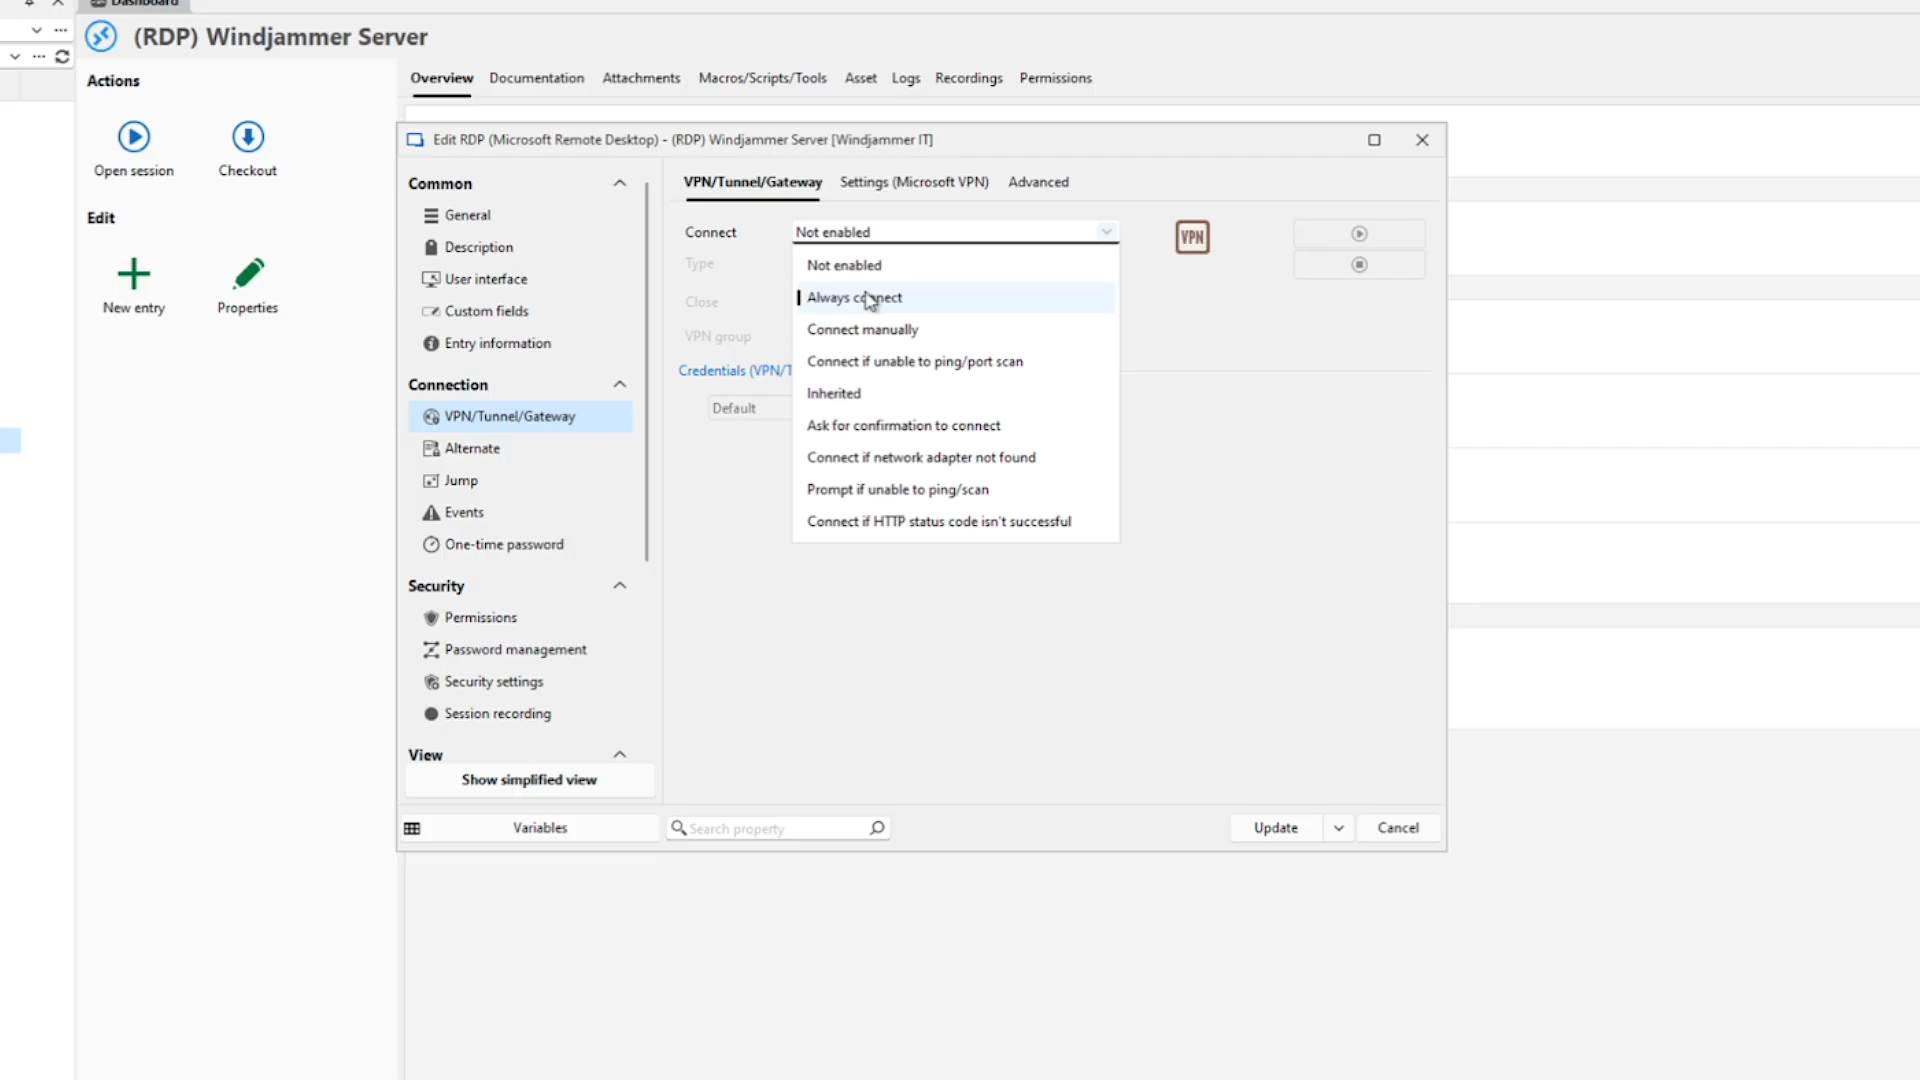 Dashboard
(RDP) Windjammer Server
Actions
Open session
Checkout
Edit
New entry
Properties
Overview
Documentation
Attachments
Macros/Scripts/Tools
Asset
Logs
Recordings
Permissions
Edit RDP (Microsoft Remote Desktop) - (RDP) Windjammer Server [Windjammer IT]
Common
General
Description
User interface
Custom fields
Entry information
Connection
VPN/Tunnel/Gateway
Alternate
Jump
Events
One-time password
Security
Permissions
Password management
Security settings
Session recording
View
Show simplified view
VPN/Tunnel/Gateway
Settings (Microsoft VPN)
Advanced
Connect
Not enabled
VPN
Type
Close
VPN group
Credentials (VPN/T
Default
Not enabled
Always connect
Connect manually
Connect if unable to ping/port scan
Inherited
Ask for confirmation to connect
Connect if network adapter not found
Prompt if unable to ping/scan
Connect if HTTP status code isn't successful
Variables
Search property
Update
Cancel